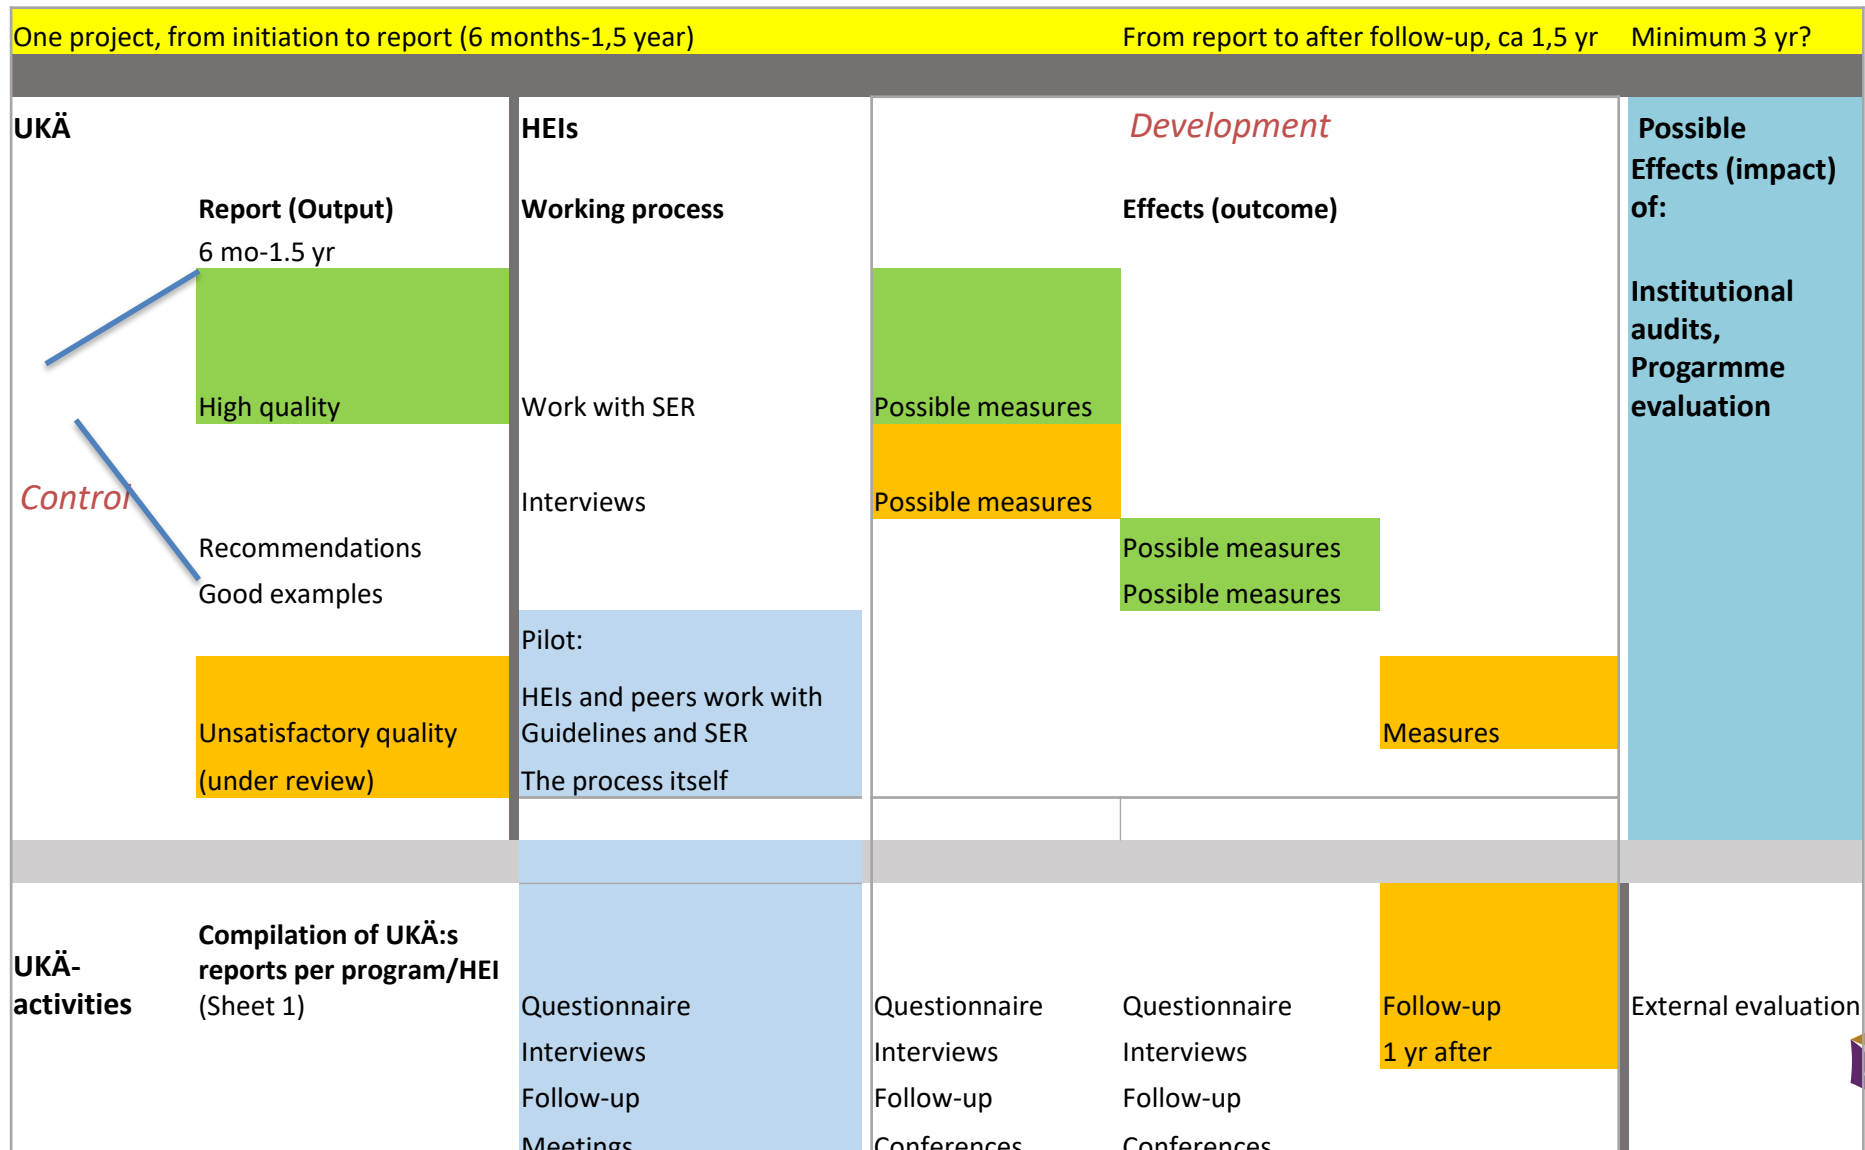 One project, from initiation to report (6 months-1,5 year)
From report to after follow-up, ca 1,5 yr
Minimum 3 yr?
UKÄ
HEIs
Development
Possible
Effects (impact)
of:
Report (Output)
Working process
Effects (outcome)
6 mo-1.5 yr
Institutional
audits,
Progarmme
evaluation
High quality
Work with SER
Possible measures
Control
Interviews
Possible measures
Recommendations
Possible measures
Good examples
Possible measures
Pilot:
HEIs and peers work with
Guidelines and SER
Unsatisfactory quality
Measures
(under review)
The process itself
UKÄ-
activities
Compilation of UKÄ:s
reports per program/HEI
(Sheet 1)
Questionnaire
Questionnaire
Questionnaire
Follow-up
External evaluation
Interviews
Interviews
Interviews
1 yr after
Follow-up
Follow-up
Follow-up
Meetings
Conferences
Conferences